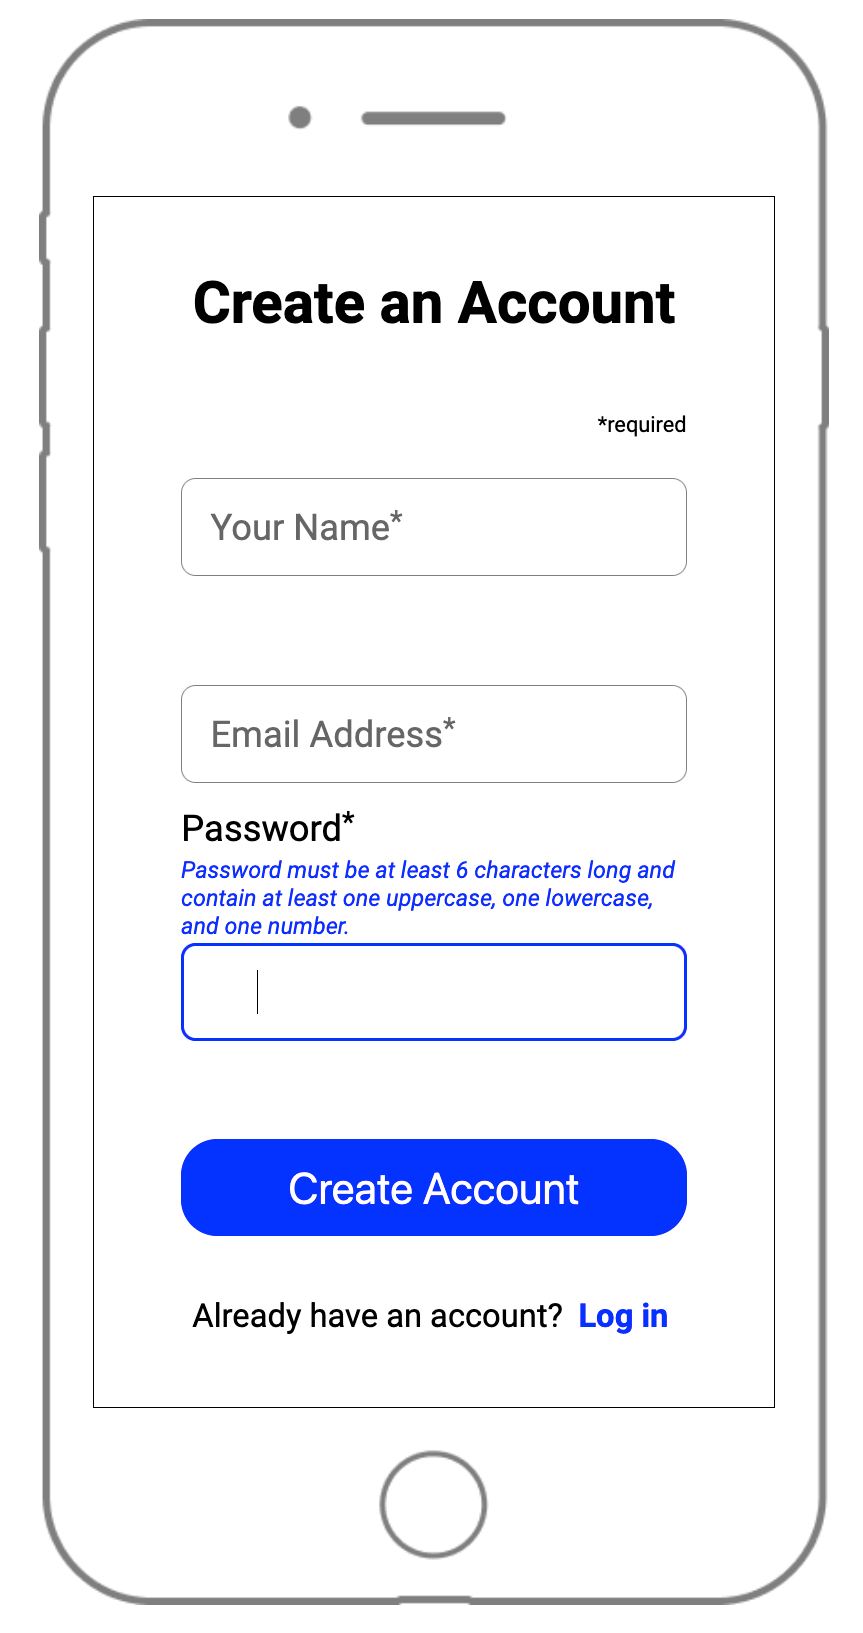 Create an Account
*required
Your Name*
Email Address*
Password*
Password must be at least 6 characters long and
contain at least one uppercase, one lowercase,
and one number.
Create Account
Already have an account? Log in